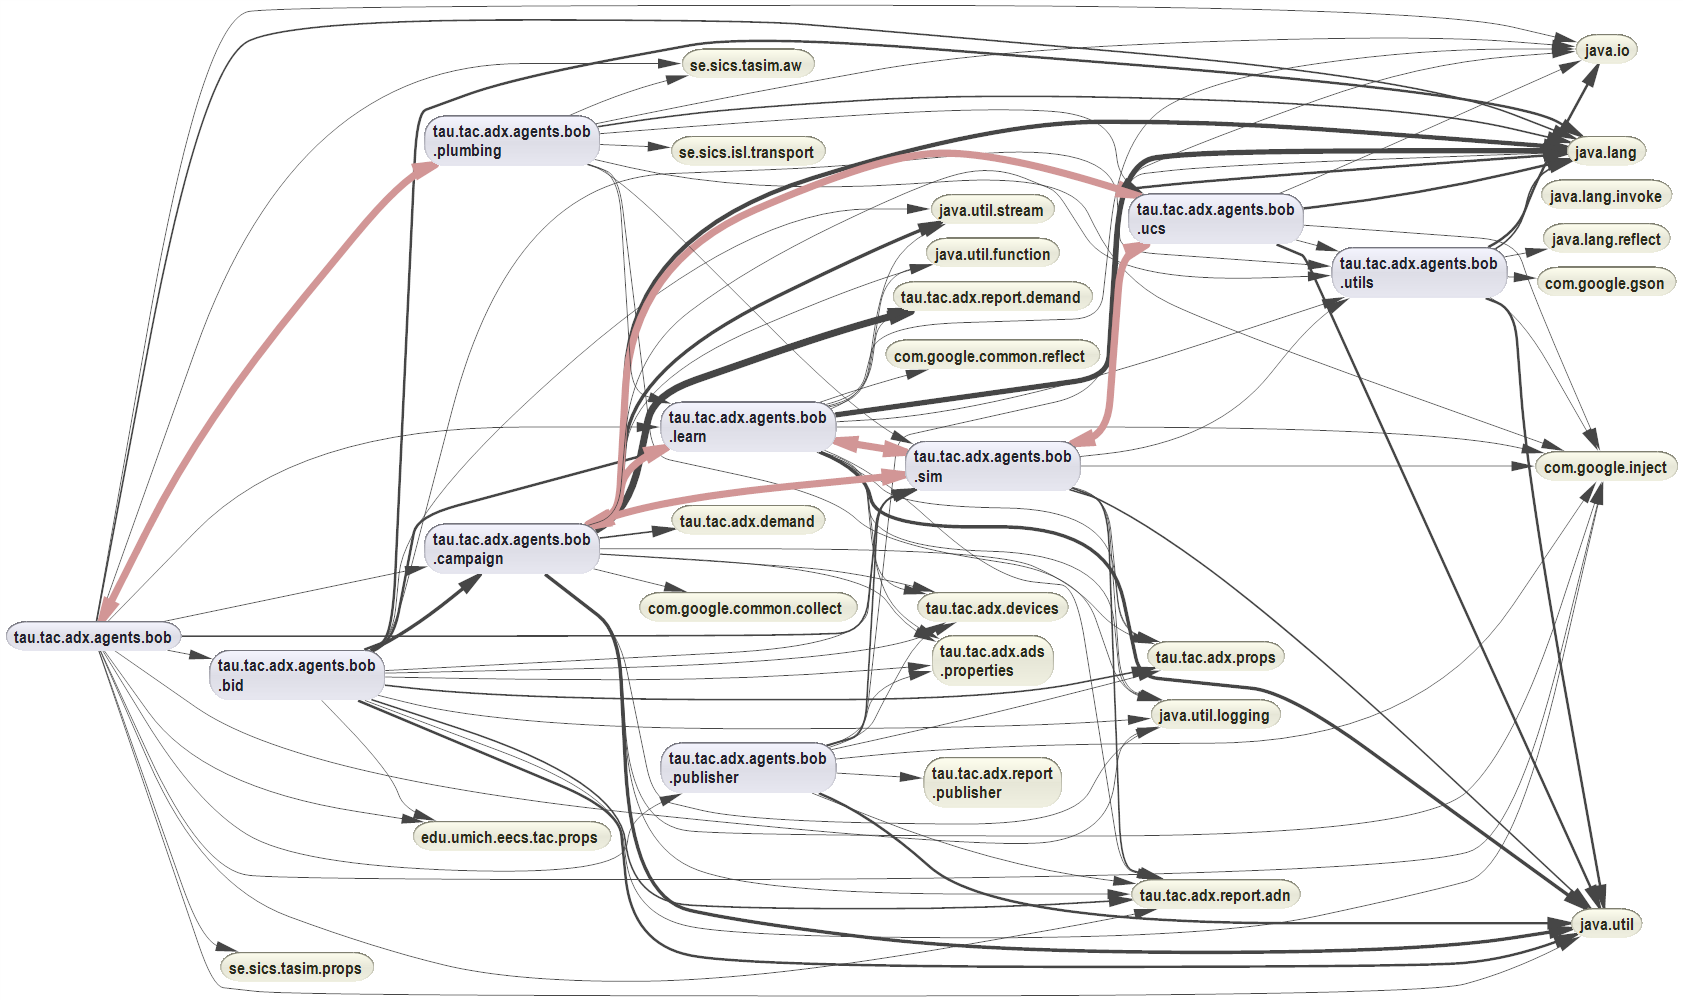 java.io
se.sics.tasim.aw
tau.tac.adx.agents.bob
.plumbing
se.sics.isl.transport
java.lang
java.lang.invoke
java.util.stream
tau.tac.adx.agents.bob
.ucs
java.lang.reflect
java.util.function
tau.tac.adx.agents.bob
.utils
com.google.gson
tau.tac.adx.report.demand
com.google.common.reflect
tau.tac.adx.agents.bob
.learn
tau.tac.adx.agents.bob
.sim
com.google.inject
tau.tac.adx.demand
tau.tac.adx.agents.bob
.campaign
com.google.common.collect
tau.tac.adx.devices
tau.tac.adx.agents.bob
tau.tac.adx.agents.bob
.bid
tau.tac.adx.ads
.properties
tau.tac.adx.props
java.util.logging
tau.tac.adx.agents.bob
.publisher
tau.tac.adx.report
.publisher
edu.umich.eecs.tac.props
tau.tac.adx.report.adn
java.util
se.sics.tasim.props